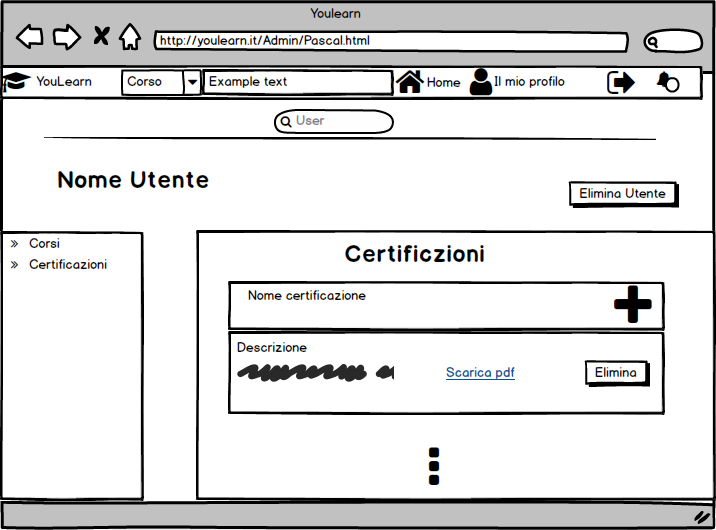 Youlearn
http://youlearn.it/Admin/Pascal.html
YouLearn Corso Example text Home Il mio profilo
User
Nome Utente
Elimina Utente
Corsi
Certificazioni
Certificzioni
Nome certificazione
Descrizione
Scarica pdf Elimina